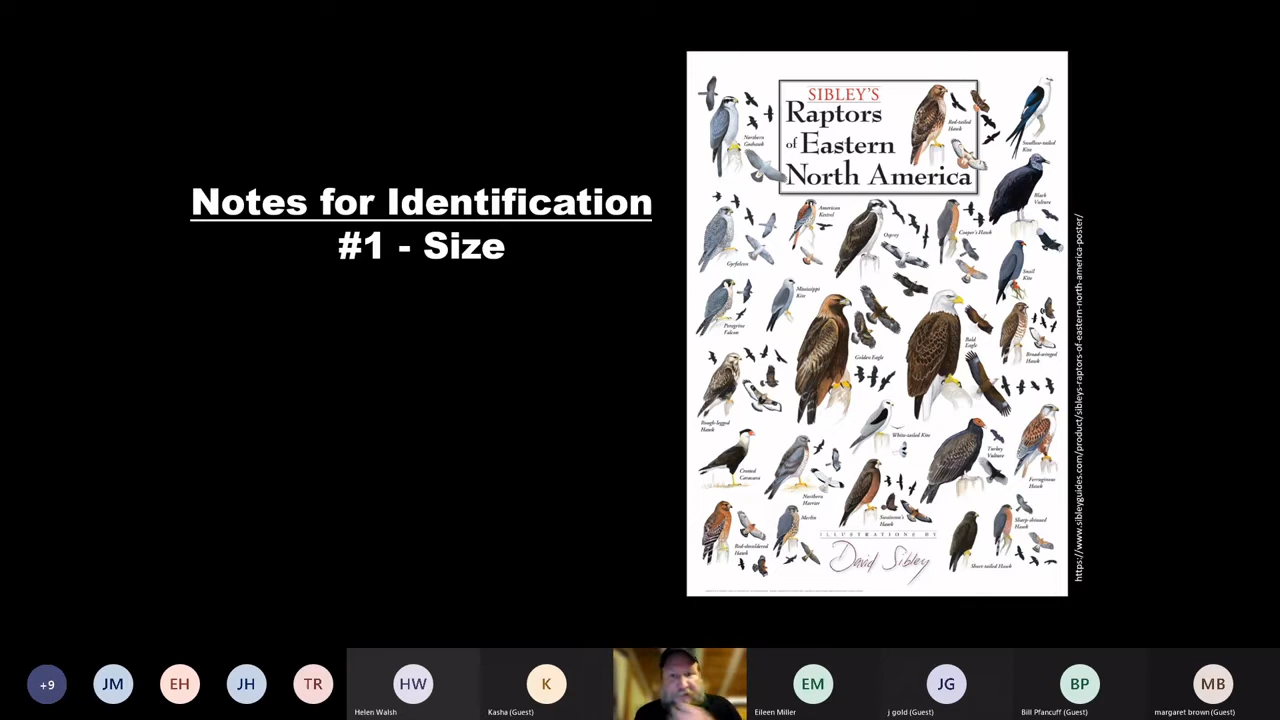 Notes for Identification
#1 - Size
SIBLEY'S
Raptors
of Eastern
North America
Northern
Goshawk
Red-tailed
Hawk
Swallow-tailed
Kite
Black
Vulture
American
Kestrel
Osprey
Cooper's Hawk
Gyrfalcon
Snail
Kite
Mississippi
Kite
Peregrine
Falcon
Bald
Eagle
Golden Eagle
Broad-winged
Hawk
Rough-legged
Hawk
White-tailed Kite
Turkey
Vulture
Crested
Caracara
Ferruginous
Hawk
Northern
Harrier
Merlin
Swainson's
Hawk
Sharp-shinned
Hawk
Red-shouldered
Hawk
Short-tailed Hawk
ILLUSTRATIONS BY
David Sibley
https://www.sibleyguides.com/product/sibleys-raptors-of-eastern-north-america-poster/
+9
JM
EH
JH
TR
HW
Helen Walsh
K
Kasha (Guest)
EM
Eileen Miller
JG
j gold (Guest)
BP
Bill Pfancuff (Guest)
MB
margaret brown (Guest)